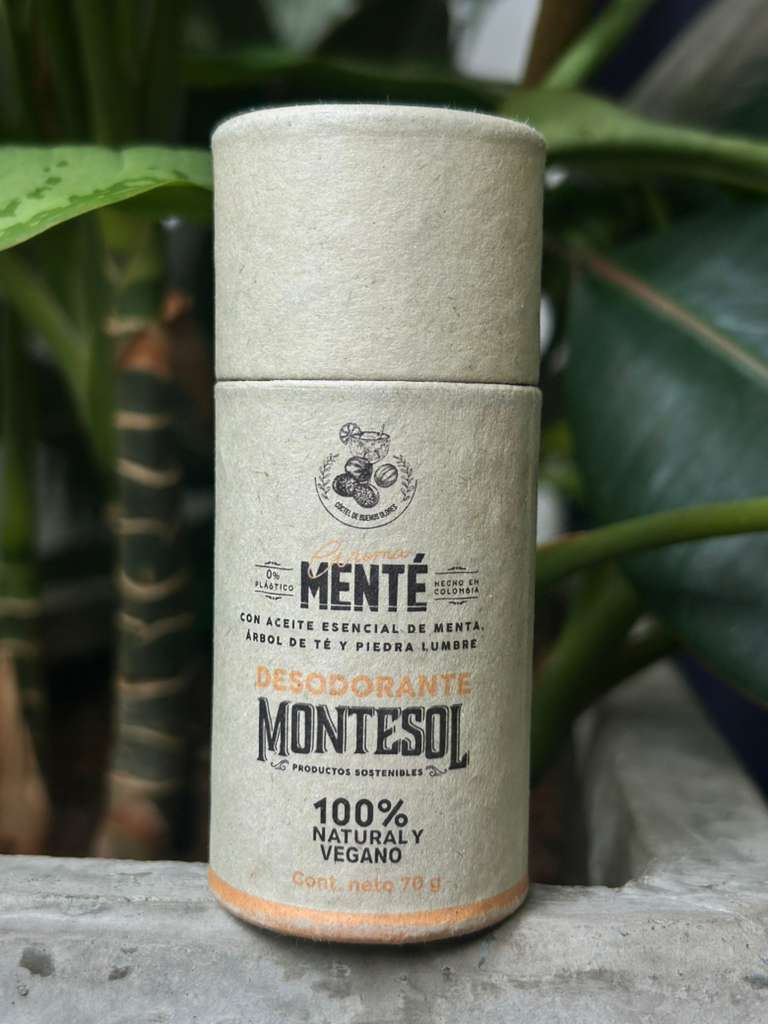 CÓCTEL DE BUENOS OLORES
Aroma
0%
PLÁSTICO
MENTÉ
HECHO EN
COLOMBIA
CON ACEITE ESENCIAL DE MENTA,
ÁRBOL DE TÉ Y PIEDRA LUMBRE
DESODORANTE
MONTESOL
PRODUCTOS SOSTENIBLES
100%
NATURAL Y
VEGANO
Cont. neto 70 g